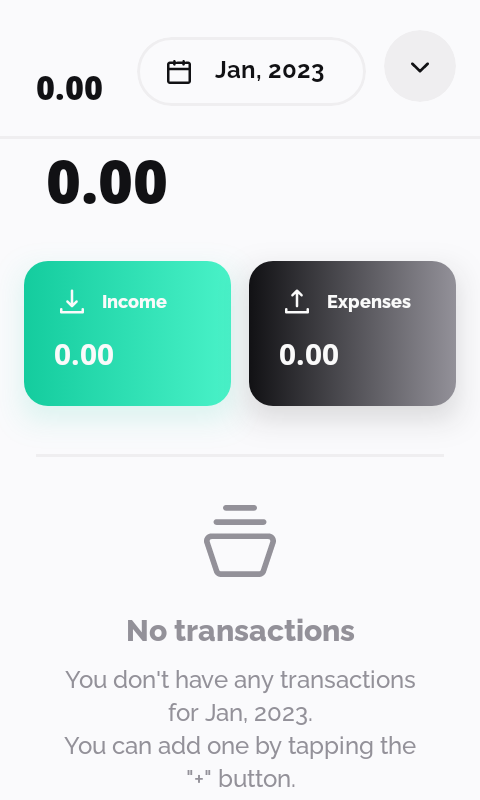 0.00
Jan, 2023
0.00
Income
0.00
Expenses
0.00
No transactions
You don't have any transactions
for Jan, 2023.
You can add one by tapping the
"+" button.